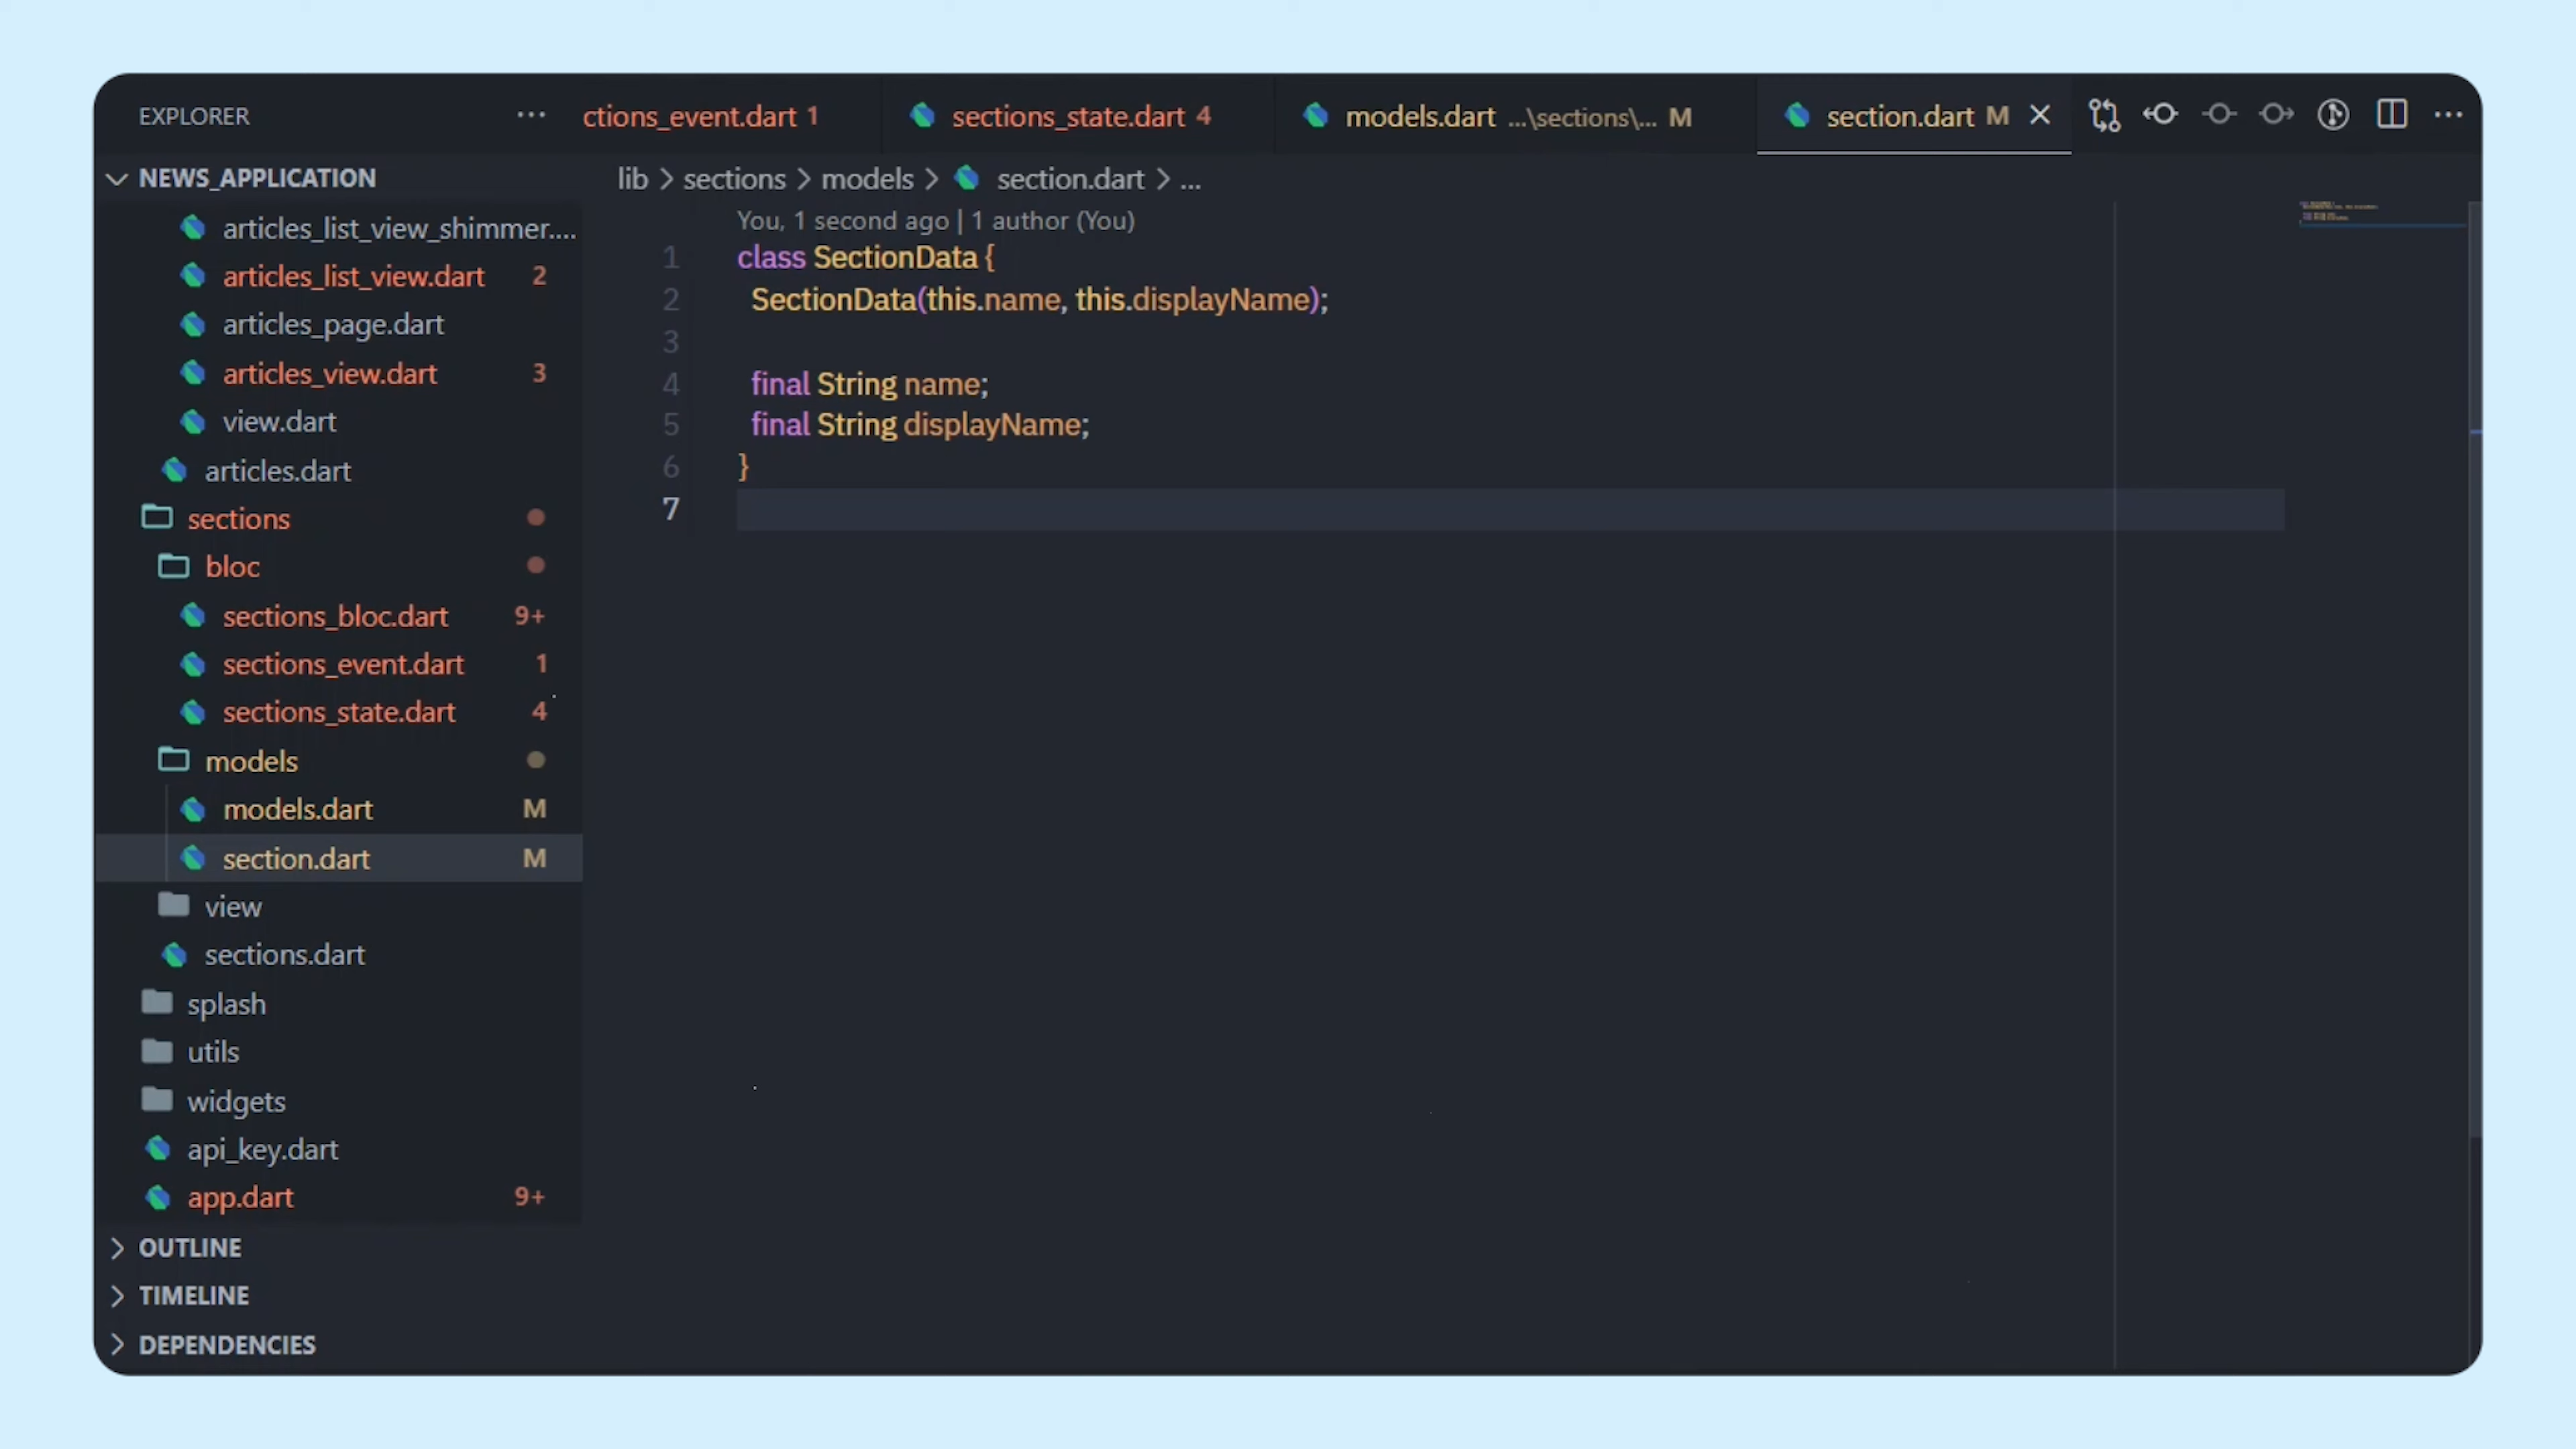 EXPLORER ...
ctions_event.dart 1
sections_state.dart 4
models.dart ...\sections\... M
section.dart M
NEWS_APPLICATION
articles_list_view_shimmer....
articles_list_view.dart 2
articles_page.dart
articles_view.dart 3
view.dart
articles.dart
sections
bloc
sections_bloc.dart 9+
sections_event.dart 1
sections_state.dart 4
models
models.dart M
section.dart M
view
sections.dart
splash
utils
widgets
api_key.dart
app.dart 9+
OUTLINE
TIMELINE
DEPENDENCIES
lib > sections > models > section.dart > ...
You, 1 second ago | 1 author (You)
1 class SectionData {
2 SectionData(this.name, this.displayName);
3
4 final String name;
5 final String displayName;
6 }
7